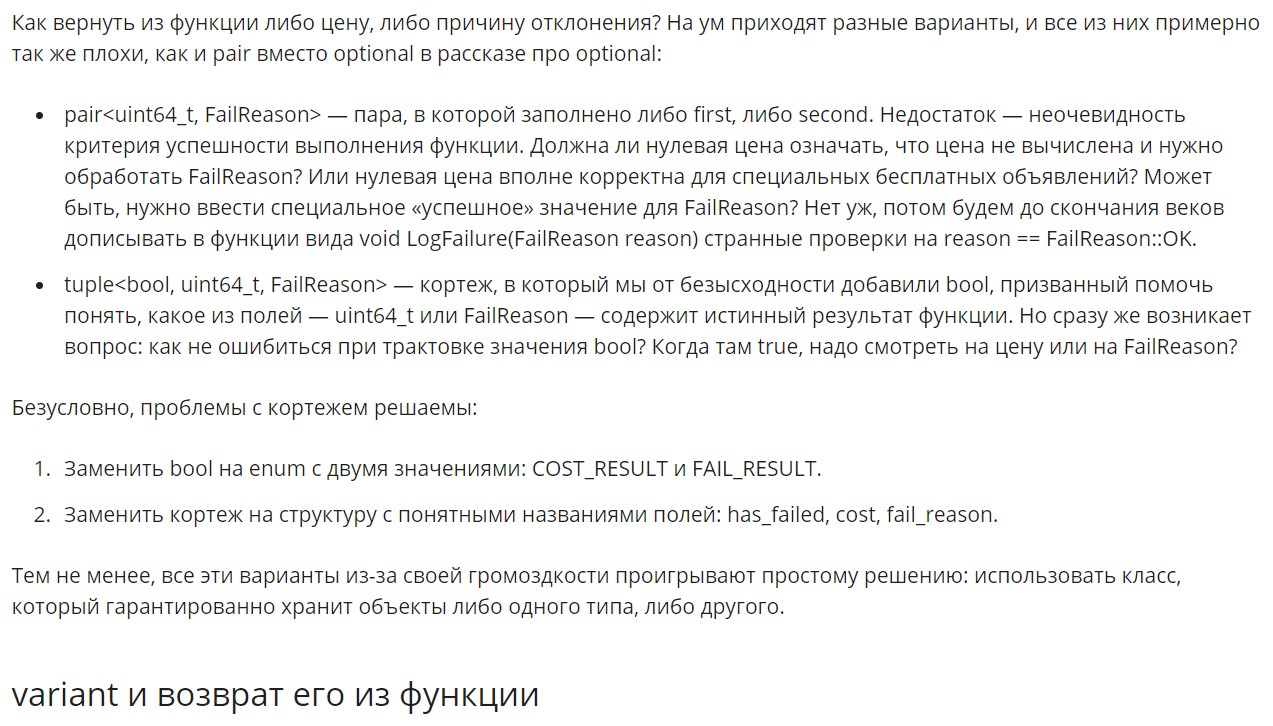 Как вернуть из функции либо цену, либо причину отклонения? На ум приходят разные варианты, и все из них примерно
так же плохи, как и pair вместо optional в рассказе про optional:
• pair<uint64_t, FailReason> — пара, в которой заполнено либо first, либо second. Недостаток — неочевидность
критерия успешности выполнения функции. Должна ли нулевая цена означать, что цена не вычислена и нужно
обработать FailReason? Или нулевая цена вполне корректна для специальных бесплатных объявлений? Может
быть, нужно ввести специальное «успешное» значение для FailReason? Нет уж, потом будем до скончания веков
дописывать в функции вида void LogFailure(FailReason reason) странные проверки на reason == FailReason::OK.
• tuple<bool, uint64_t, FailReason> — кортеж, в который мы от безысходности добавили bool, призванный помочь
понять, какое из полей — uint64_t или FailReason — содержит истинный результат функции. Но сразу же возникает
вопрос: как не ошибиться при трактовке значения bool? Когда там true, надо смотреть на цену или на FailReason?
Безусловно, проблемы с кортежем решаемы:
1. Заменить bool на enum с двумя значениями: COST_RESULT и FAIL_RESULT.
2. Заменить кортеж на структуру с понятными названиями полей: has_failed, cost, fail_reason.
Тем не менее, все эти варианты из-за своей громоздкости проигрывают простому решению: использовать класс,
который гарантированно хранит объекты либо одного типа, либо другого.
variant и возврат его из функции